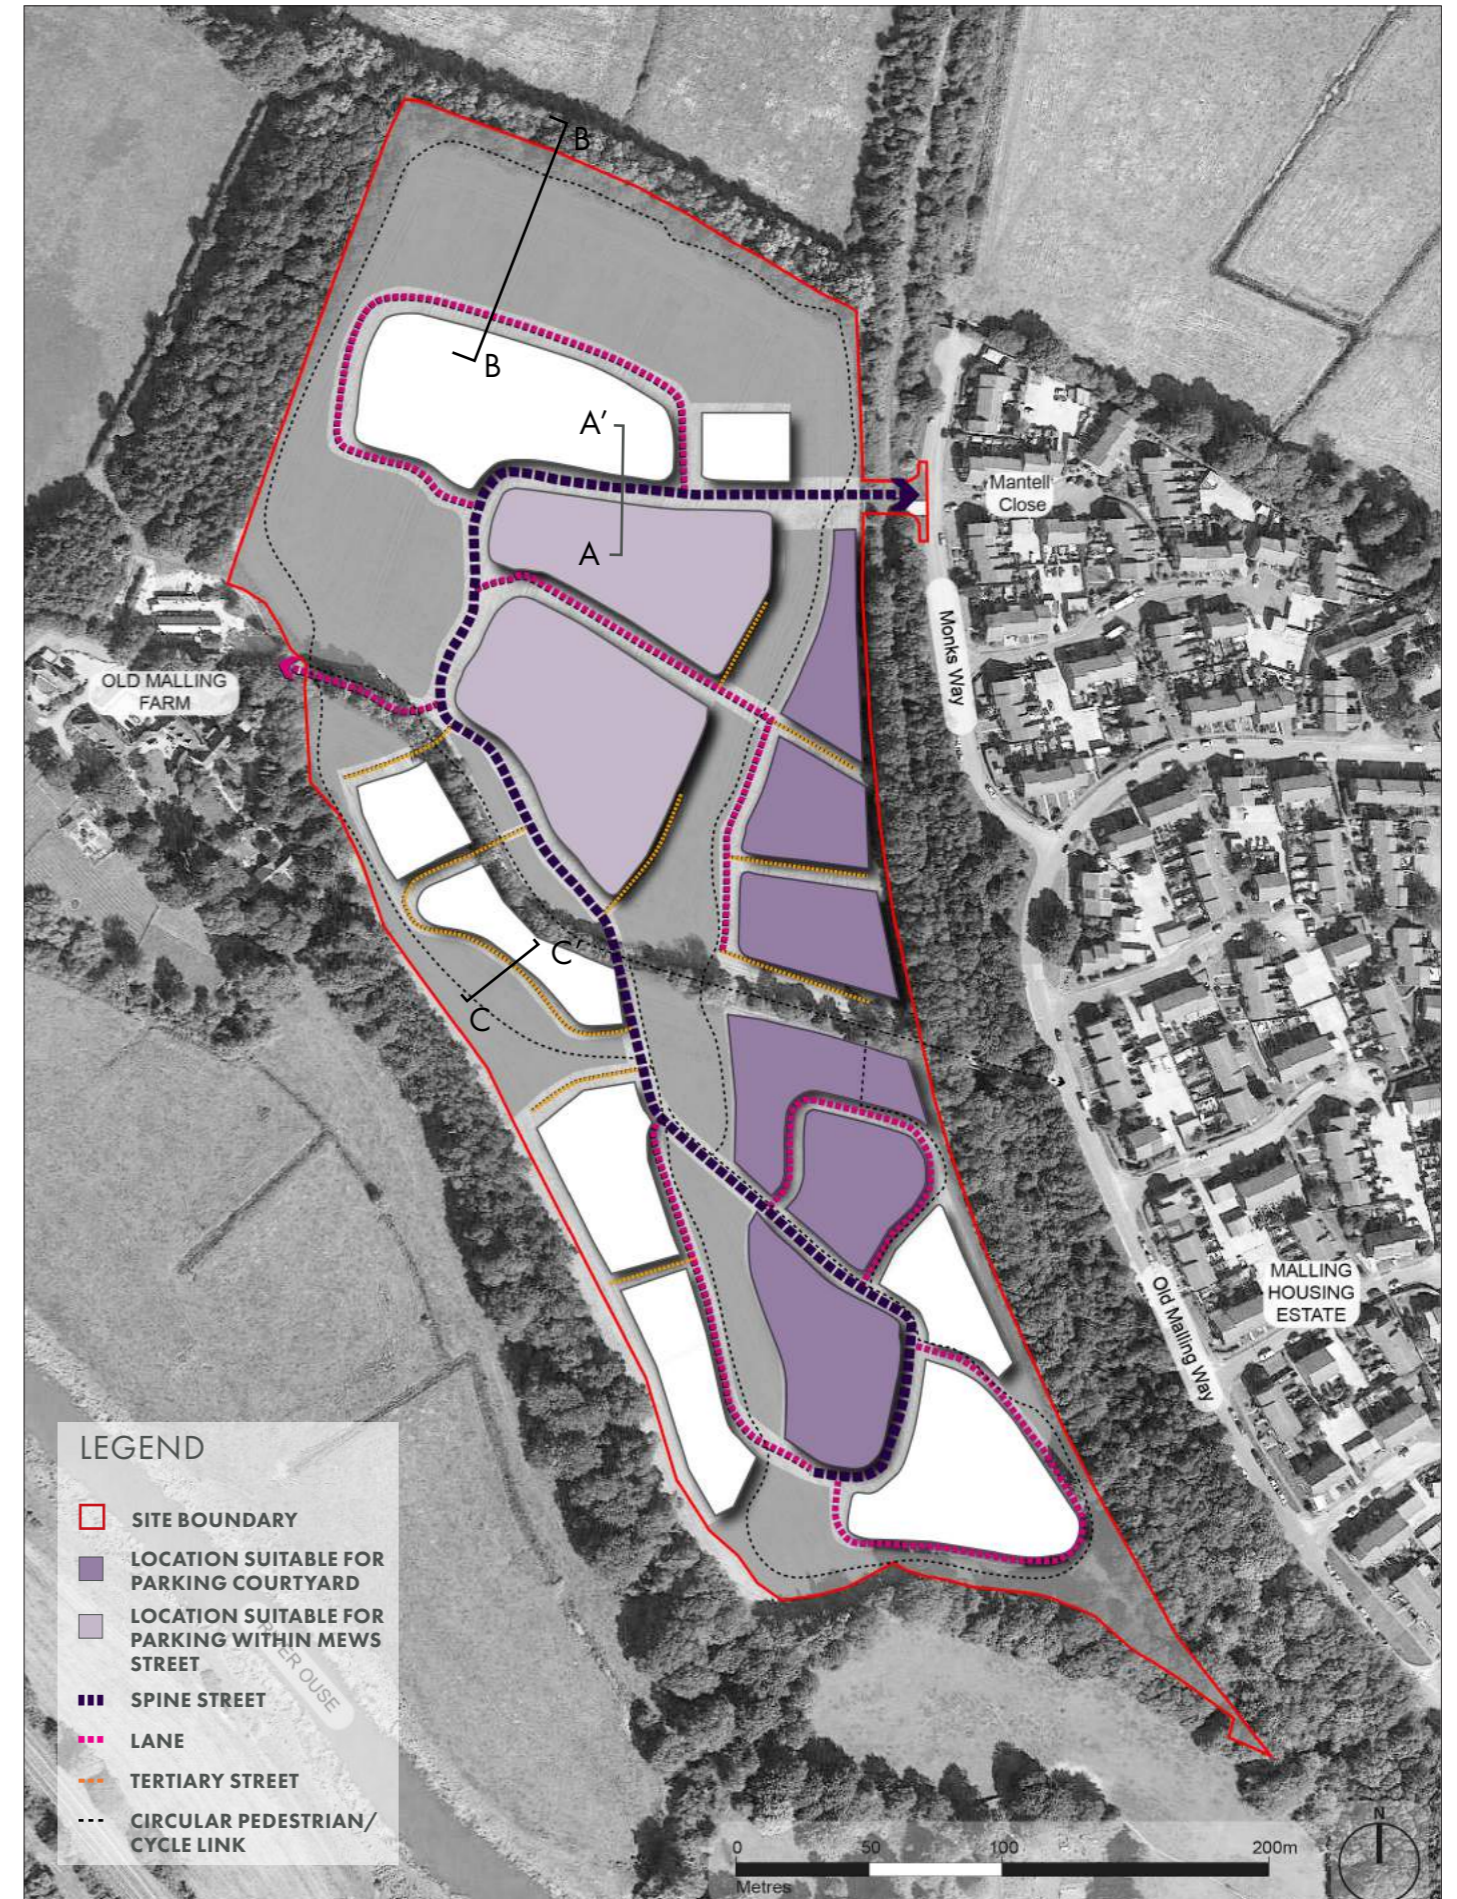 B
B
A'
A
Mantell
Close
Monks Way
OLD MALLING
FARM
C'
C
Old Malling Way
MALLING
HOUSING
ESTATE
LEGEND
SITE BOUNDARY
LOCATION SUITABLE FOR
PARKING COURTYARD
LOCATION SUITABLE FOR
PARKING WITHIN MEWS
STREET
SPINE STREET
LANE
TERTIARY STREET
CIRCULAR PEDESTRIAN/
CYCLE LINK
RIVER OUSE
0 50 100 200m
Metres
N